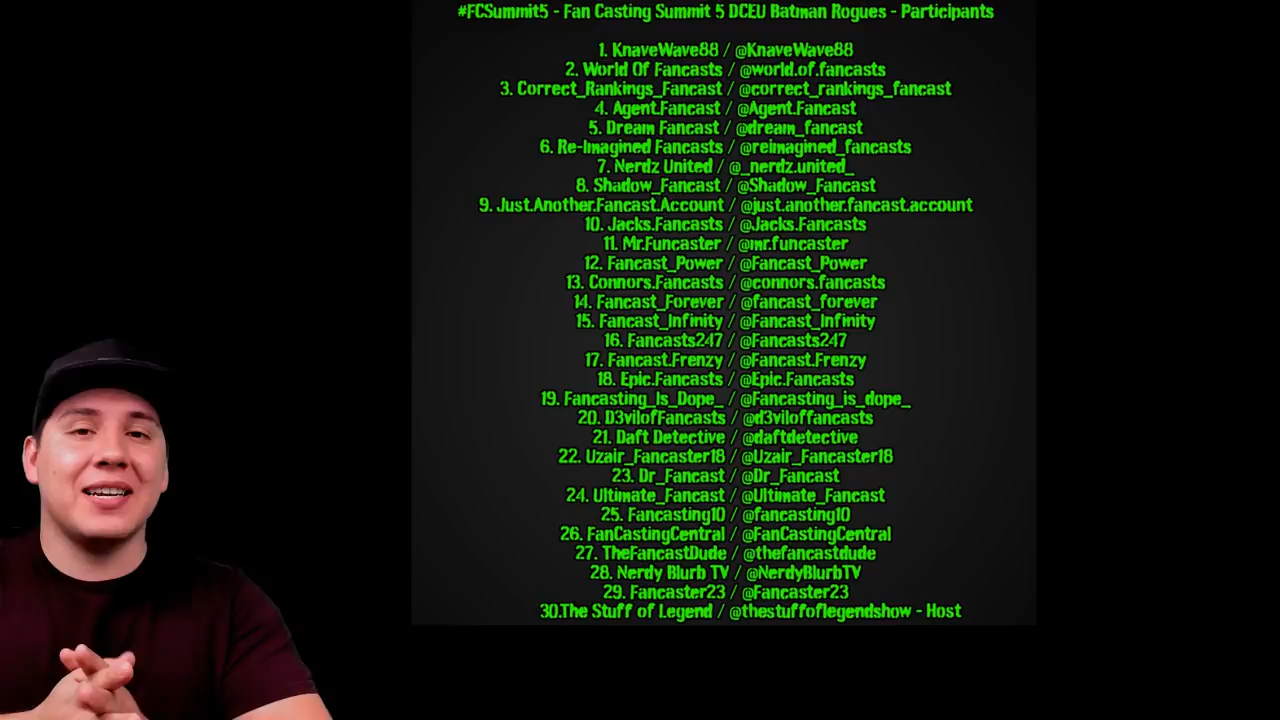 #FCSummit5 - Fan Casting Summit 5 DCEU Batman Rogues - Participants
1. KnaveWave88 / @KnaveWave88
2. World Of Fancasts / @world.of.fancasts
3. Correct_Rankings_Fancast / @correct_rankings_fancast
4. Agent.Fancast / @Agent.Fancast
5. Dream Fancast / @dream_fancast
6. Re-Imagined Fancasts / @reimagined_fancasts
7. Nerdz United / @_nerdz.united_
8. Shadow_Fancast / @Shadow_Fancast
9. Just.Another.Fancast.Account / @just.another.fancast.account
10. Jacks.Fancasts / @Jacks.Fancasts
11. Mr.Funcaster / @mr.funcaster
12. Fancast_Power / @Fancast_Power
13. Connors.Fancasts / @connors.fancasts
14. Fancast_Forever / @fancast_forever
15. Fancast_Infinity / @Fancast_Infinity
16. Fancasts247 / @Fancasts247
17. Fancast.Frenzy / @Fancast.Frenzy
18. Epic.Fancasts / @Epic.Fancasts
19. Fancasting_Is_Dope_ / @Fancasting_is_dope_
20. D3vilofFancasts / @d3viloffancasts
21. Daft Detective / @daftdetective
22. Uzair_Fancaster18 / @Uzair_Fancaster18
23. Dr_Fancast / @Dr_Fancast
24. Ultimate_Fancast / @Ultimate_Fancast
25. Fancasting10 / @fancasting10
26. FanCastingCentral / @FanCastingCentral
27. TheFancastDude / @thefancastdude
28. Nerdy Blurb TV / @NerdyBlurbTV
29. Fancaster23 / @Fancaster23
30.The Stuff of Legend / @thestuffoflegendshow - Host